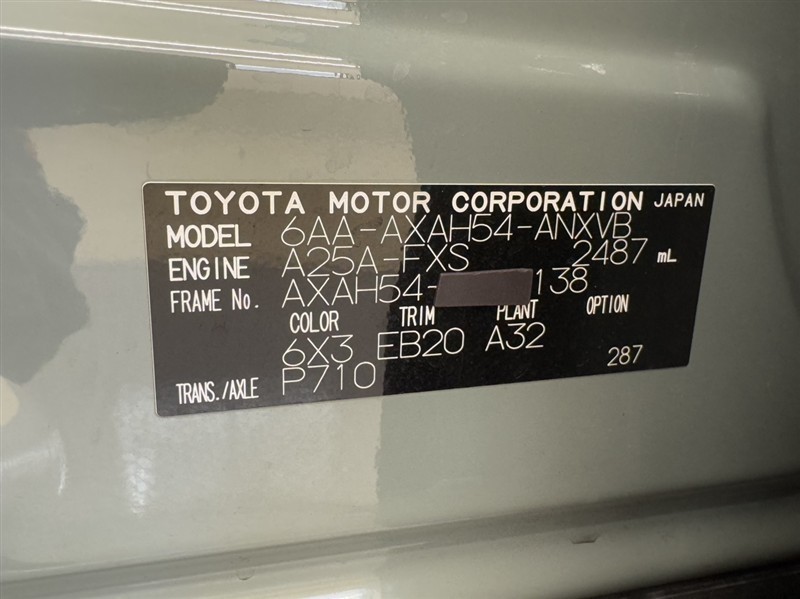 TOYOTA MOTOR CORPORATION JAPAN
MODEL 6AA-AXAH54-ANXVB
ENGINE A25A-FXS 2487 mL
FRAME No. AXAH54- 138
COLOR TRIM PLANT OPTION
6X3 EB20 A32 287
TRANS./AXLE P710